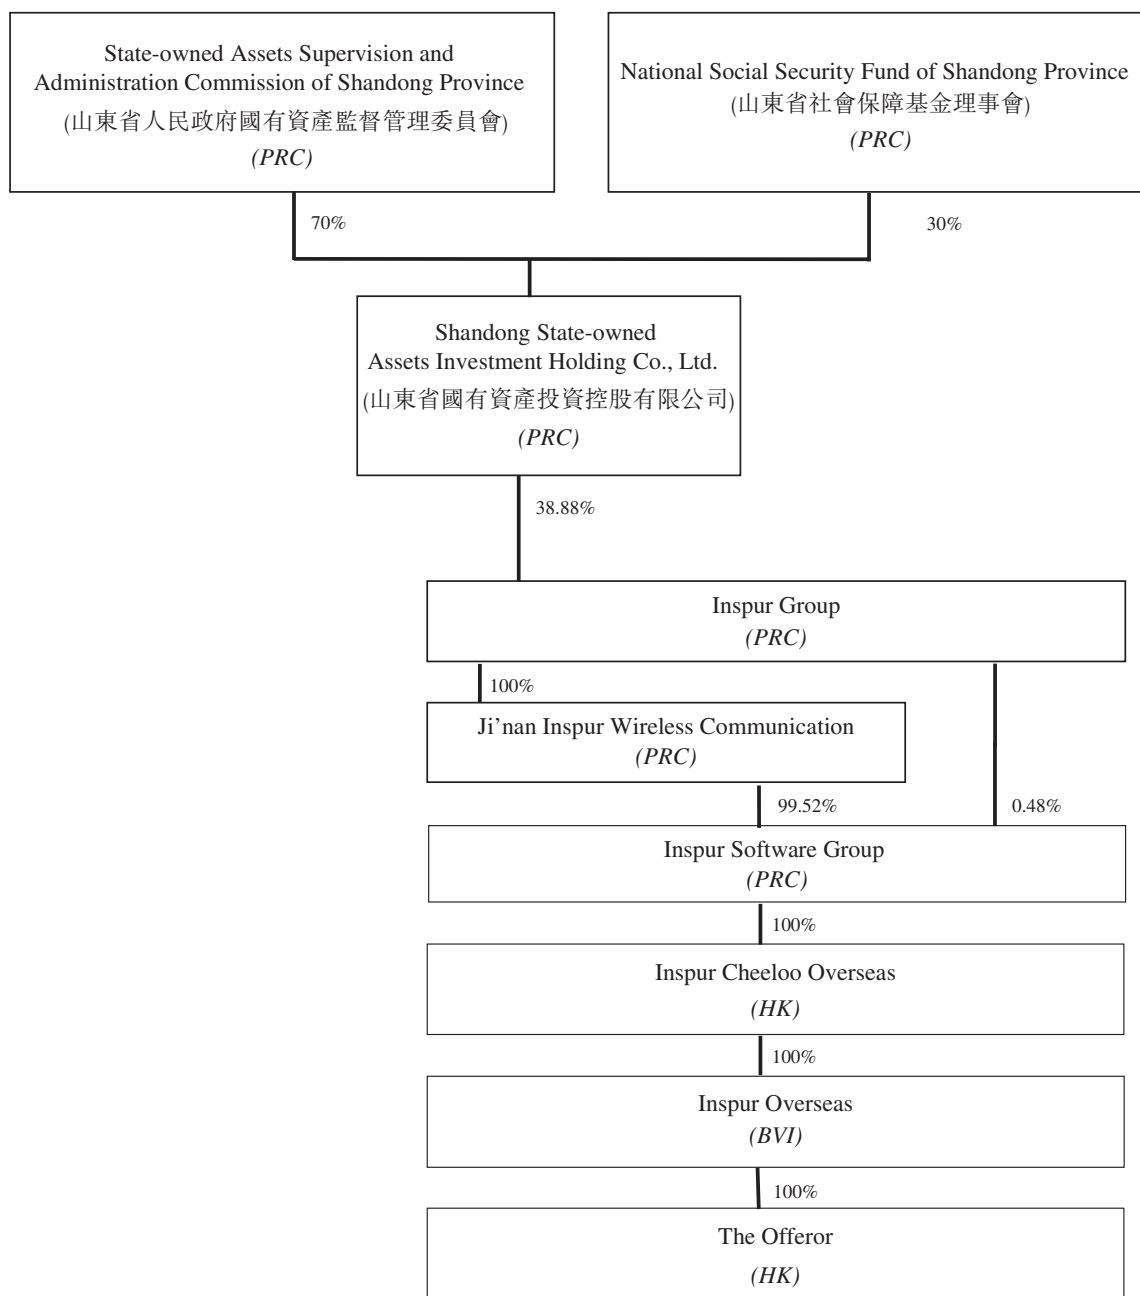 State-owned Assets Supervision and
Administration Commission of Shandong Province
(山東省人民政府國有資產監督管理委員會)
(PRC)
National Social Security Fund of Shandong Province
(山東省社會保障基金理事會)
(PRC)
70%
30%
Shandong State-owned
Assets Investment Holding Co., Ltd.
(山東省國有資產投資控股有限公司)
(PRC)
38.88%
Inspur Group
(PRC)
100%
Ji’nan Inspur Wireless Communication
(PRC)
99.52%
0.48%
Inspur Software Group
(PRC)
100%
Inspur Cheeloo Overseas
(HK)
100%
Inspur Overseas
(BVI)
100%
The Offeror
(HK)